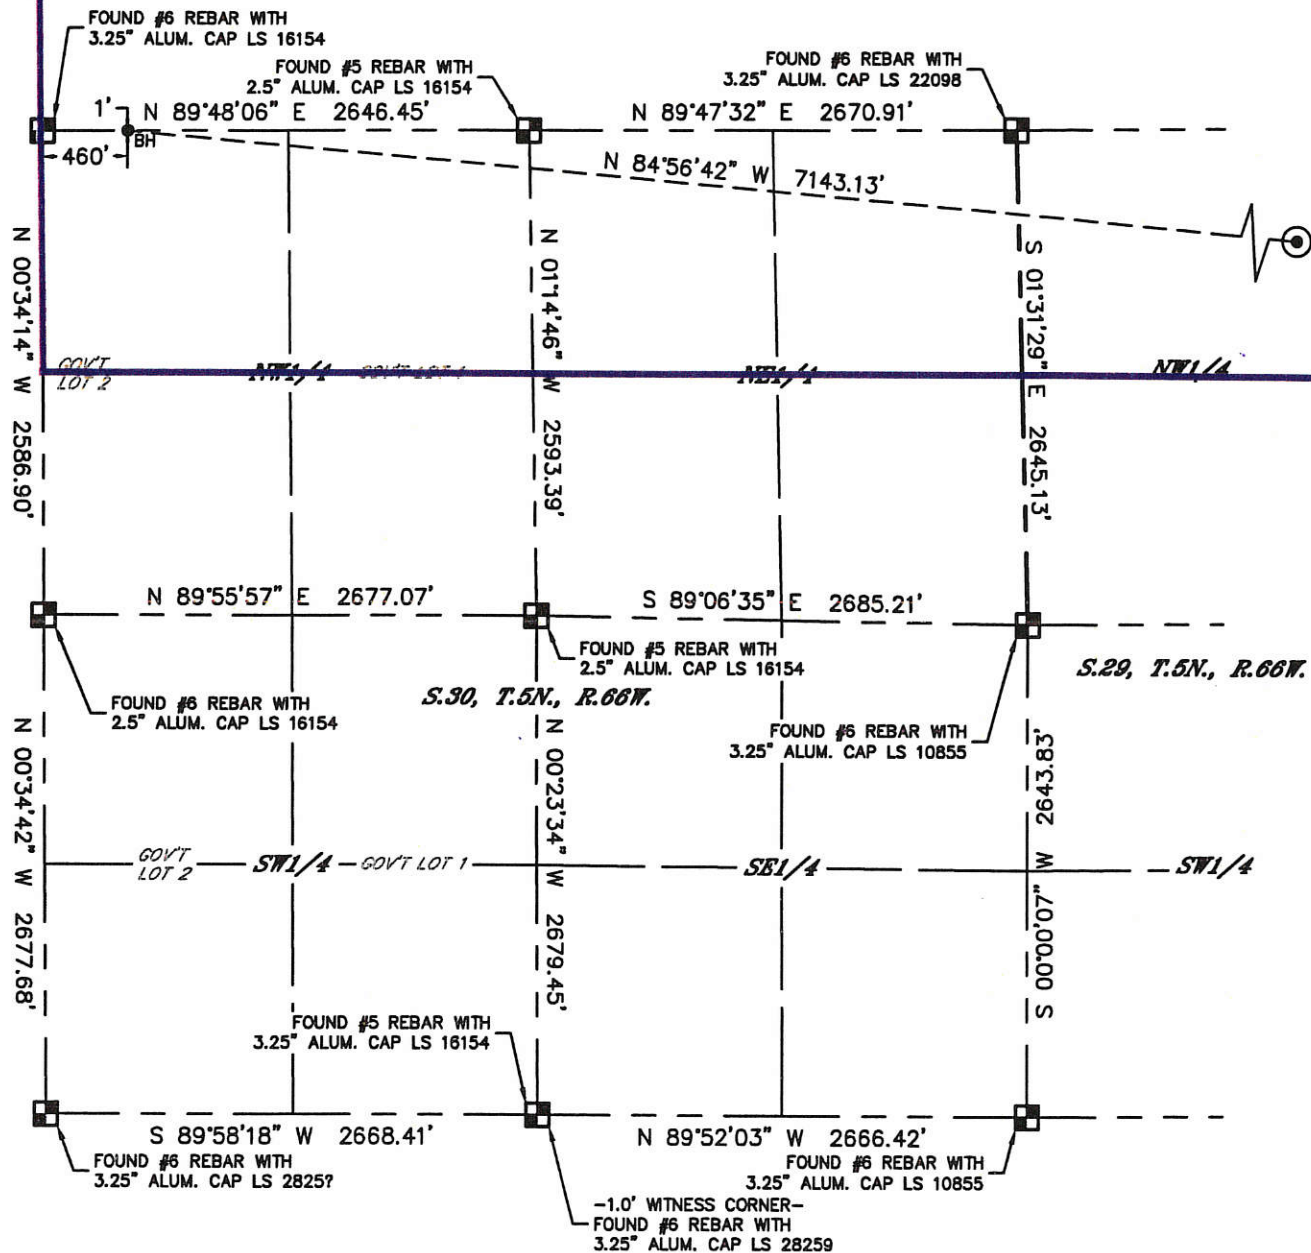 FOUND #6 REBAR WITH
3.25" ALUM. CAP LS 16154
FOUND #5 REBAR WITH
2.5" ALUM. CAP LS 16154
FOUND #6 REBAR WITH
3.25" ALUM. CAP LS 22098
1'
N 89°48'06" E 2646.45'
N 89°47'32" E 2670.91'
BH
460'
N 84°56'42" W 7143.13'
N 00°34'14" W 2586.90'
N 01°14'46" W 2593.39'
S 01°31'29" E 2645.13'
GOV'T
LOT 2
NW1/4
GOV'T LOT 1
NE1/4
NW1/4
N 89°55'57" E 2677.07'
S 89°06'35" E 2685.21'
FOUND #5 REBAR WITH
2.5" ALUM. CAP LS 16154
S.29, T.5N., R.66W.
S.30, T.5N., R.66W.
FOUND #6 REBAR WITH
2.5" ALUM. CAP LS 16154
FOUND #6 REBAR WITH
3.25" ALUM. CAP LS 10855
N 00°34'42" W 2677.68'
N 00°23'34" W 2679.45'
S 00°00'07" W 2643.83'
GOV'T
LOT 2
SW1/4
GOV'T LOT 1
SE1/4
SW1/4
FOUND #5 REBAR WITH
3.25" ALUM. CAP LS 16154
S 89°58'18" W 2668.41'
N 89°52'03" W 2666.42'
FOUND #6 REBAR WITH
3.25" ALUM. CAP LS 2825?
FOUND #6 REBAR WITH
3.25" ALUM. CAP LS 10855
-1.0' WITNESS CORNER-
FOUND #6 REBAR WITH
3.25" ALUM. CAP LS 28259